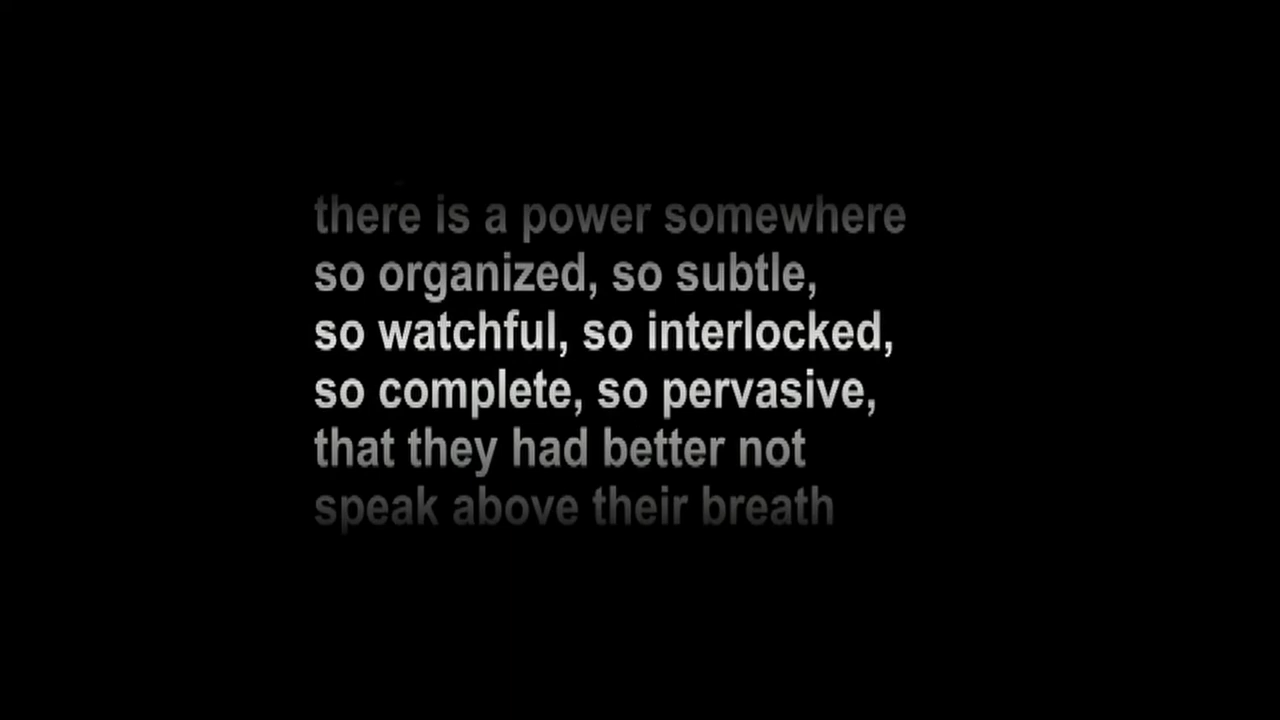 there is a power somewhere
so organized, so subtle,
so watchful, so interlocked,
so complete, so pervasive,
that they had better not
speak above their breath